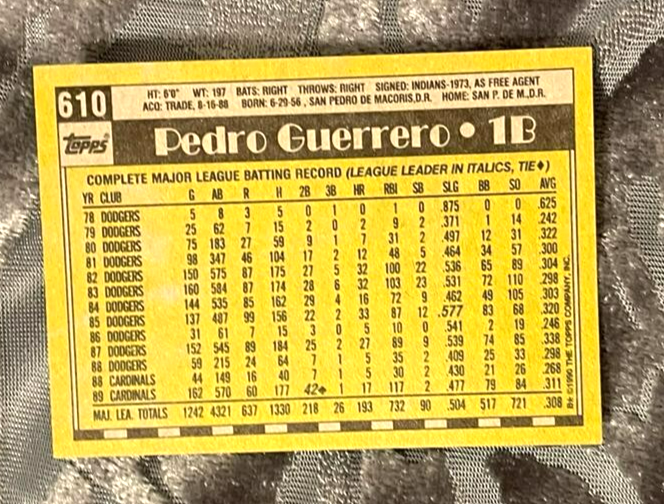 610
HT: 6'0" WT: 197 BATS: RIGHT THROWS: RIGHT SIGNED: INDIANS-1973, AS FREE AGENT
ACQ: TRADE, 8-16-88 BORN: 6-29-56, SAN PEDRO DE MACORIS, D.R. HOME: SAN P. DE M., D.R.
Topps
Pedro Guerrero • 1B
COMPLETE MAJOR LEAGUE BATTING RECORD (LEAGUE LEADER IN ITALICS, TIE♦)
YR CLUB G AB R H 2B 3B HR RBI SB SLG BB SO AVG
78 DODGERS 5 8 3 5 0 1 0 1 0 .875 0 0 .625
79 DODGERS 25 62 7 15 2 0 2 9 2 .371 1 14 .242
80 DODGERS 75 183 27 59 9 1 7 31 2 .497 12 31 .322
81 DODGERS 98 347 46 104 17 2 12 48 5 .464 34 57 .300
82 DODGERS 150 575 87 175 27 5 32 100 22 .536 65 89 .304
83 DODGERS 160 584 87 174 28 6 32 103 23 .531 72 110 .298
84 DODGERS 144 535 85 162 29 4 16 72 9 .462 49 105 .303
85 DODGERS 137 487 99 156 22 2 33 87 12 .577 83 68 .320
86 DODGERS 31 61 7 15 3 0 5 10 0 .541 2 19 .246
87 DODGERS 152 545 89 184 25 2 27 89 9 .539 74 85 .338
88 DODGERS 59 215 24 64 7 1 5 35 2 .409 25 33 .298
88 CARDINALS 44 149 16 40 7 1 5 30 2 .430 21 26 .268
89 CARDINALS 162 570 60 177 42♦ 1 17 117 2 .477 79 84 .311
MAJ. LEA. TOTALS 1242 4321 637 1330 218 26 193 732 90 .504 517 721 .308
©1990 THE TOPPS COMPANY, INC.